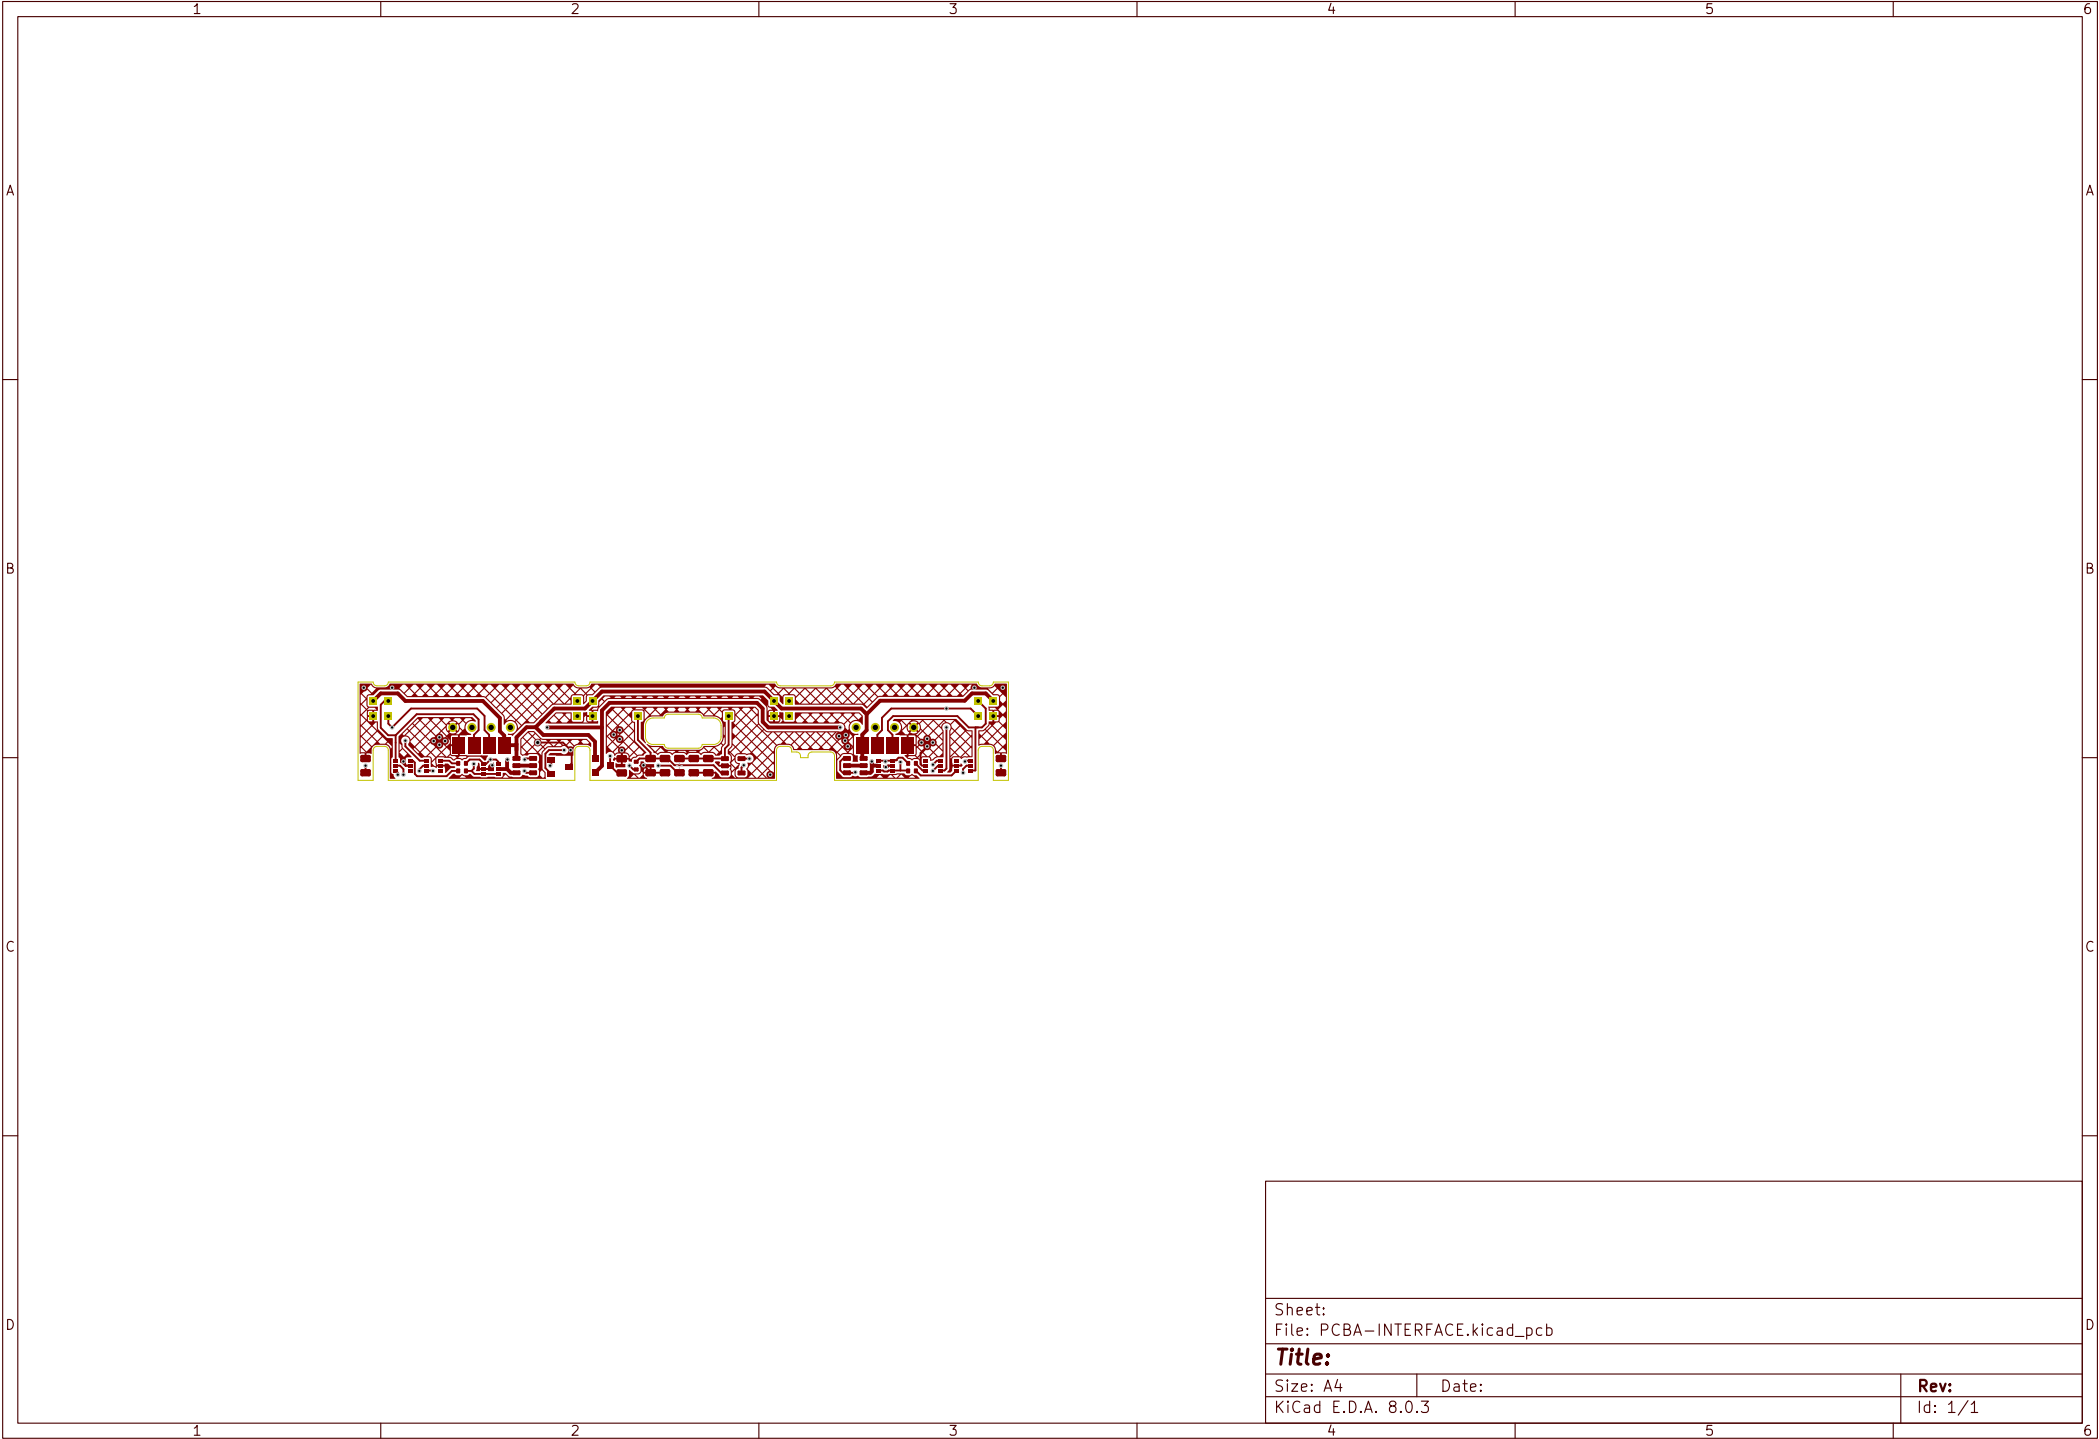 1 2 3 4 5 6
A A
B B
C C
D D
Sheet:
File: PCBA-INTERFACE.kicad_pcb
Title:
Size: A4 Date: Rev:
KiCad E.D.A. 8.0.3 Id: 1/1
1 2 3 4 5 6